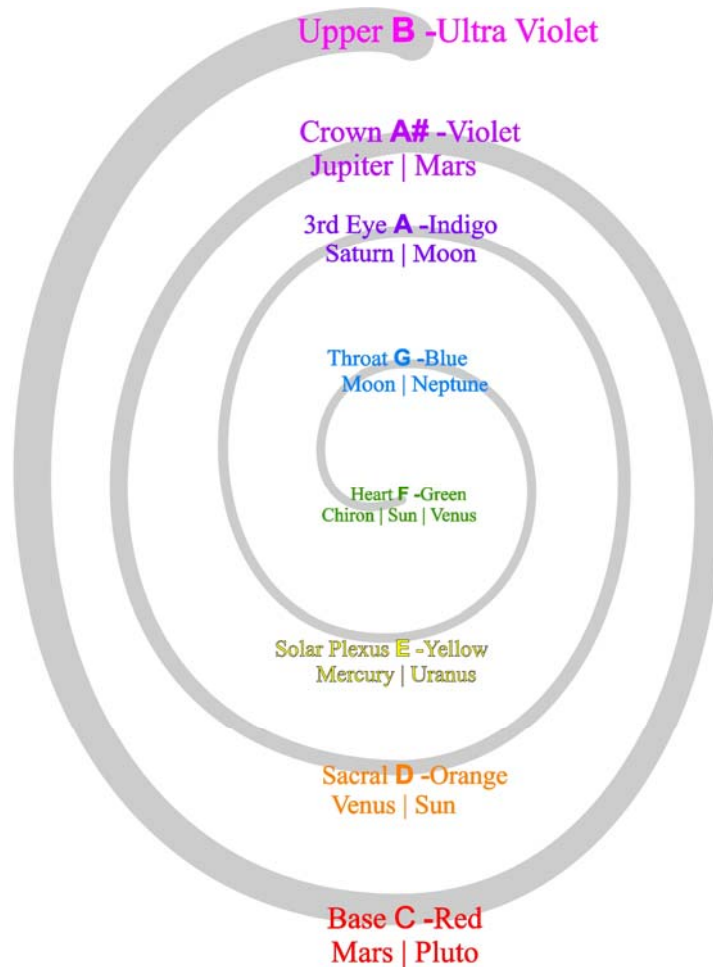 Upper B -Ultra Violet
Crown A# -Violet
Jupiter | Mars
3rd Eye A -Indigo
Saturn | Moon
Throat G -Blue
Moon | Neptune
Heart F -Green
Chiron | Sun | Venus
Solar Plexus E -Yellow
Mercury | Uranus
Sacral D -Orange
Venus | Sun
Base C -Red
Mars | Pluto